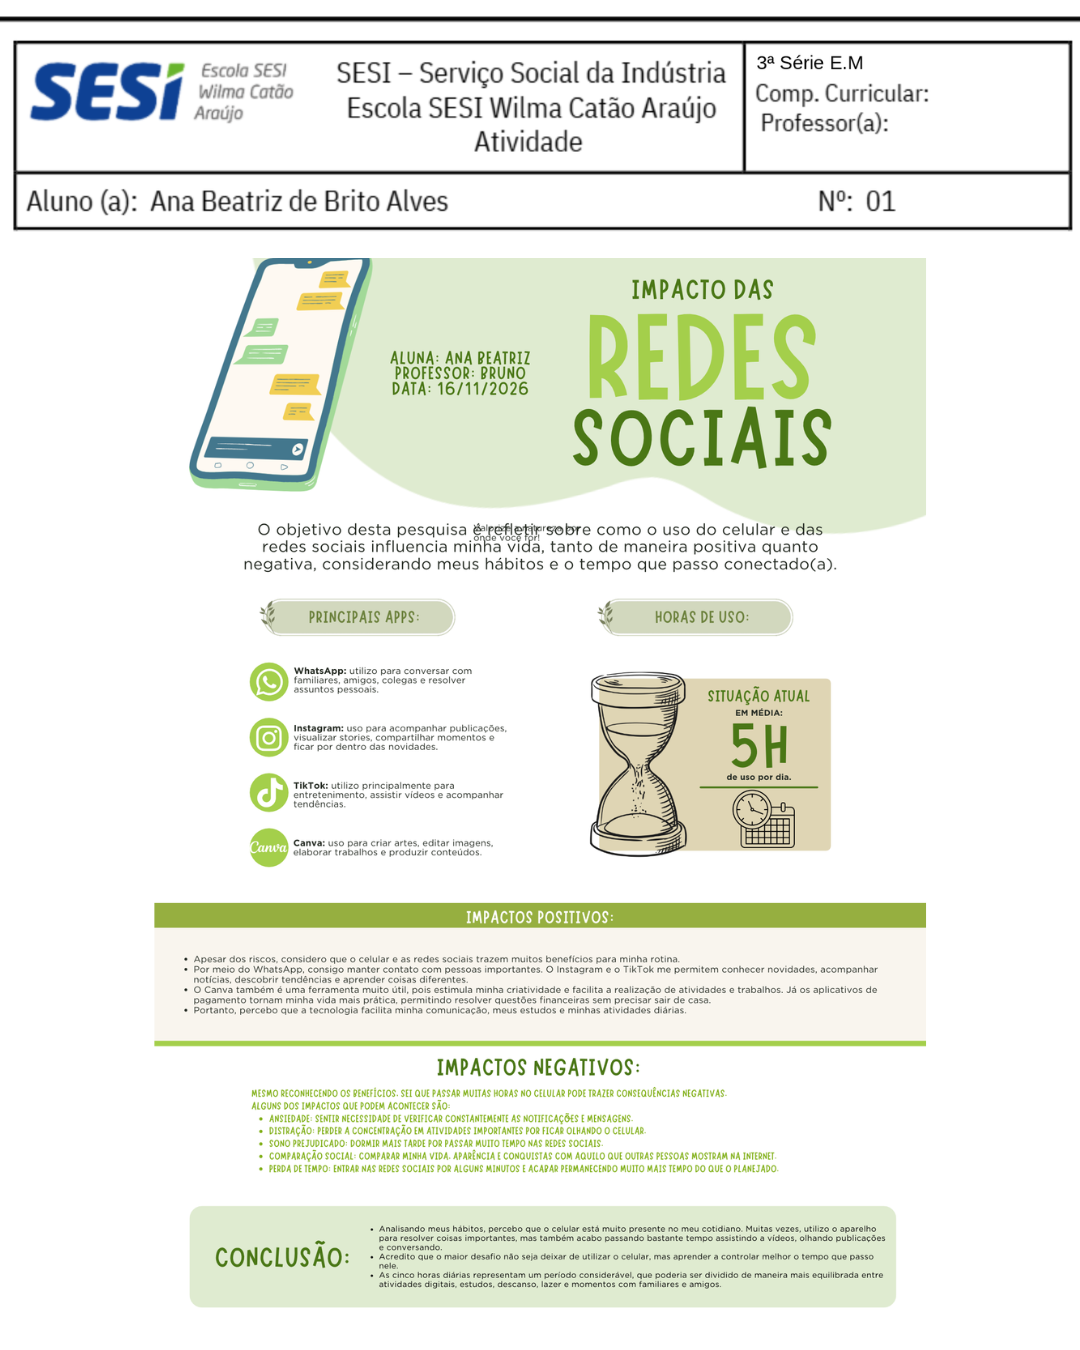 SESI
Escola SESI
Wilma Catão
Araújo
SESI – Serviço Social da Indústria
Escola SESI Wilma Catão Araújo
Atividade
3ª Série E.M
Comp. Curricular:
Professor(a):
Aluno (a): Ana Beatriz de Brito Alves
Nº: 01
IMPACTO DAS
REDES
SOCIAIS
ALUNA: ANA BEATRIZ
PROFESSOR: BRUNO
DATA: 16/11/2026
O objetivo desta pesquisa é refletir sobre como o uso do celular e das
redes sociais influencia minha vida, tanto de maneira positiva quanto
negativa, considerando meus hábitos e o tempo que passo conectado(a).
onde você for!
PRINCIPAIS APPS:
WhatsApp: utilizo para conversar com
familiares, amigos, colegas e resolver
assuntos pessoais.
Instagram: uso para acompanhar publicações,
visualizar stories, compartilhar momentos e
ficar por dentro das novidades.
TikTok: utilizo principalmente para
entretenimento, assistir vídeos e acompanhar
tendências.
Canva
Canva: uso para criar artes, editar imagens,
elaborar trabalhos e produzir conteúdos.
HORAS DE USO:
SITUAÇÃO ATUAL
EM MÉDIA:
5H
de uso por dia.
IMPACTOS POSITIVOS:
• Apesar dos riscos, considero que o celular e as redes sociais trazem muitos benefícios para minha rotina.
• Por meio do WhatsApp, consigo manter contato com pessoas importantes. O Instagram e o TikTok me permitem conhecer novidades, acompanhar
notícias, descobrir tendências e aprender coisas diferentes.
• O Canva também é uma ferramenta muito útil, pois estimula minha criatividade e facilita a realização de atividades e trabalhos. Já os aplicativos de
pagamento tornam minha vida mais prática, permitindo resolver questões financeiras sem precisar sair de casa.
• Portanto, percebo que a tecnologia facilita minha comunicação, meus estudos e minhas atividades diárias.
IMPACTOS NEGATIVOS:
MESMO RECONHECENDO OS BENEFÍCIOS, SEI QUE PASSAR MUITAS HORAS NO CELULAR PODE TRAZER CONSEQUÊNCIAS NEGATIVAS.
ALGUNS DOS IMPACTOS QUE PODEM ACONTECER SÃO:
• ANSIEDADE: SENTIR NECESSIDADE DE VERIFICAR CONSTANTEMENTE AS NOTIFICAÇÕES E MENSAGENS.
• DISTRAÇÃO: PERDER A CONCENTRAÇÃO EM ATIVIDADES IMPORTANTES POR FICAR OLHANDO O CELULAR.
• SONO PREJUDICADO: DORMIR MAIS TARDE POR PASSAR MUITO TEMPO NAS REDES SOCIAIS.
• COMPARAÇÃO SOCIAL: COMPARAR MINHA VIDA, APARÊNCIA E CONQUISTAS COM AQUILO QUE OUTRAS PESSOAS MOSTRAM NA INTERNET.
• PERDA DE TEMPO: ENTRAR NAS REDES SOCIAIS POR ALGUNS MINUTOS E ACABAR PERMANECENDO MUITO MAIS TEMPO DO QUE O PLANEJADO.
CONCLUSÃO:
• Analisando meus hábitos, percebo que o celular está muito presente no meu cotidiano. Muitas vezes, utilizo o aparelho
para resolver coisas importantes, mas também acabo passando bastante tempo assistindo a vídeos, olhando publicações
e conversando.
• Acredito que o maior desafio não seja deixar de utilizar o celular, mas aprender a controlar melhor o tempo que passo
nele.
• As cinco horas diárias representam um período considerável, que poderia ser dividido de maneira mais equilibrada entre
atividades digitais, estudos, descanso, lazer e momentos com familiares e amigos.